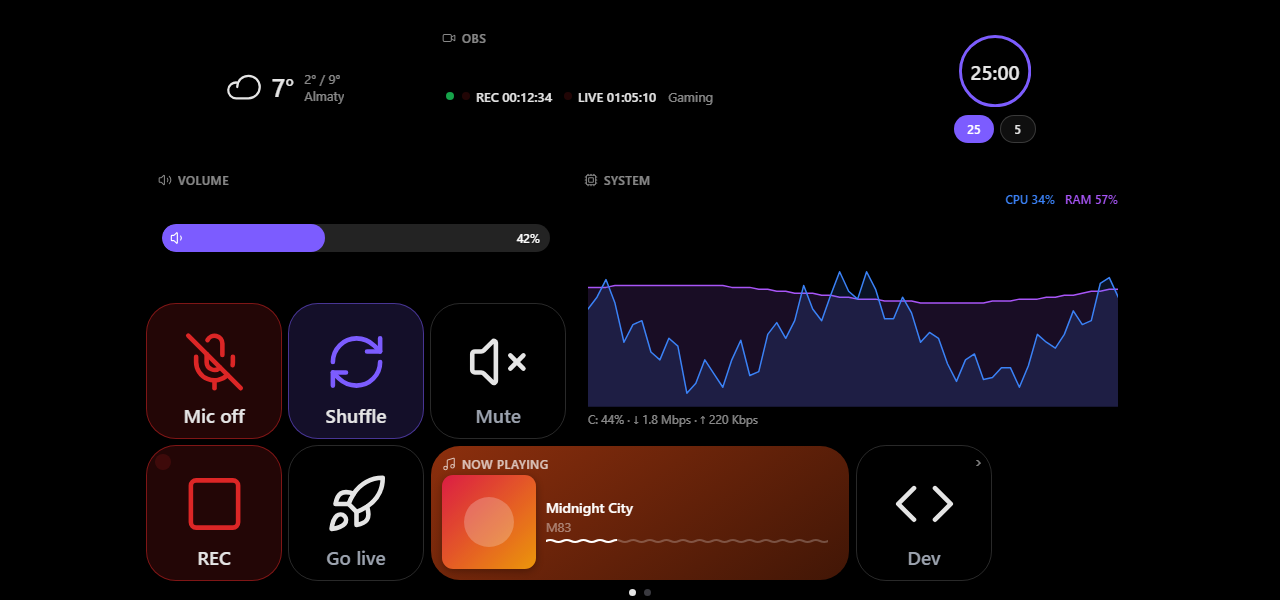 OBS
25:00
7°
2° / 9°
Almaty
REC 00:12:34
LIVE 01:05:10
Gaming
25
5
VOLUME
SYSTEM
CPU 34%
RAM 57%
42%
Mic off
Shuffle
Mute
C: 44% · ↓ 1.8 Mbps · ↑ 220 Kbps
REC
Go live
NOW PLAYING
Midnight City
M83
Dev